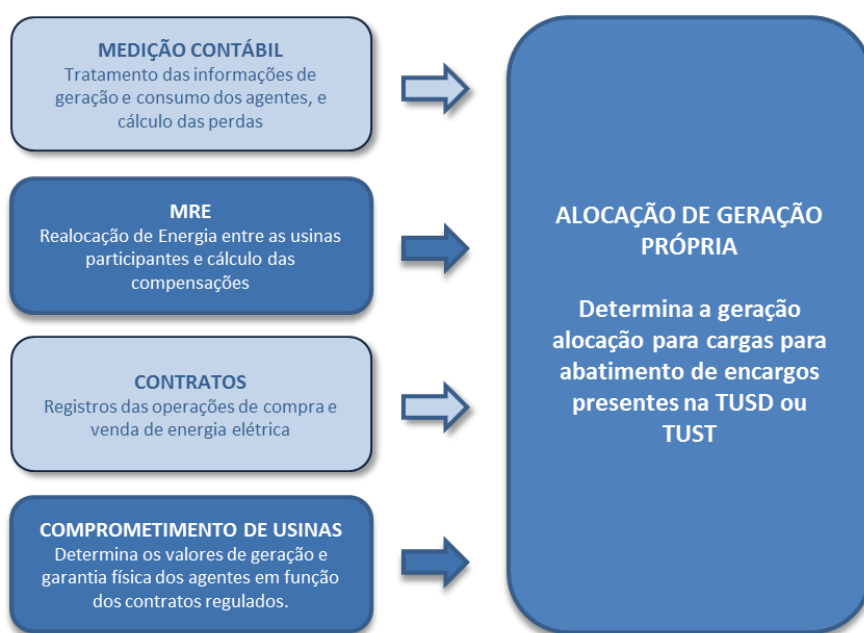 MEDIÇÃO CONTÁBIL
Tratamento das informações de
geração e consumo dos agentes, e
cálculo das perdas
MRE
Realocação de Energia entre as usinas
participantes e cálculo das
compensações
CONTRATOS
Registros das operações de compra e
venda de energia elétrica
COMPROMETIMENTO DE USINAS
Determina os valores de geração e
garantia física dos agentes em função
dos contratos regulados.
ALOCAÇÃO DE GERAÇÃO
PRÓPRIA
Determina a geração
alocação para cargas para
abatimento de encargos
presentes na TUSD ou
TUST